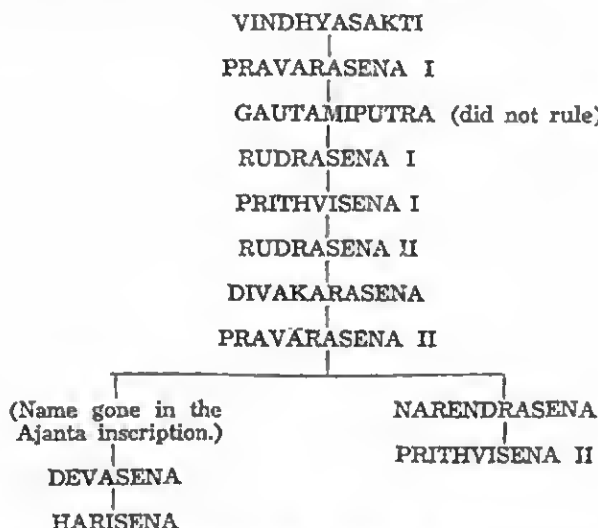 VINDHYASAKTI
PRAVARASENA I
GAUTAMIPUTRA (did not rule)
RUDRASENA I
PRITHVISENA I
RUDRASENA II
DIVAKARASENA
PRAVĀRASENA II
(Name gone in the
Ajanta inscription.)
DEVASENA
HARISENA
NARENDRASENA
PRITHVISENA II